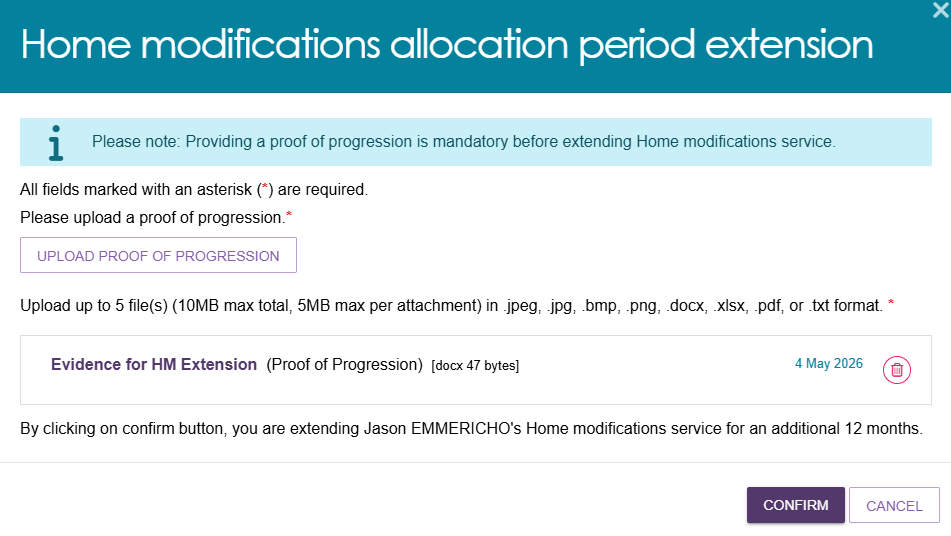 Home modifications allocation period extension
Please note: Providing a proof of progression is mandatory before extending Home modifications service.
All fields marked with an asterisk (*) are required.
Please upload a proof of progression.*
UPLOAD PROOF OF PROGRESSION
Upload up to 5 file(s) (10MB max total, 5MB max per attachment) in .jpeg, .jpg, .bmp, .png, .docx, .xlsx, .pdf, or .txt format. *
Evidence for HM Extension (Proof of Progression) [docx 47 bytes] 4 May 2026
By clicking on confirm button, you are extending Jason EMMERICHO's Home modifications service for an additional 12 months.
CONFIRM CANCEL